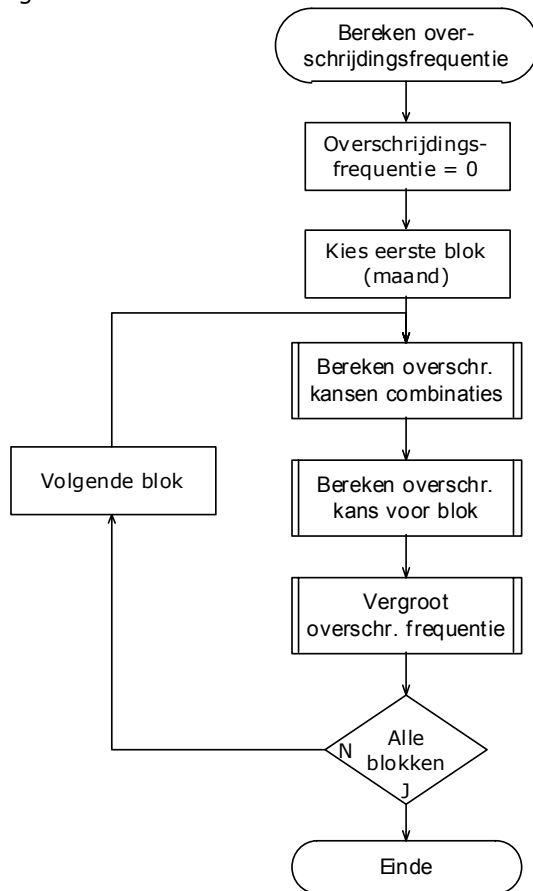 Bereken over-
schrijdingsfrequentie
Overschrijdings-
frequentie = 0
Kies eerste blok
(maand)
Bereken overschr.
kansen combinaties
Volgende blok
Bereken overschr.
kans voor blok
Vergroot
overschr. frequentie
Alle
N
blokken
J
Einde